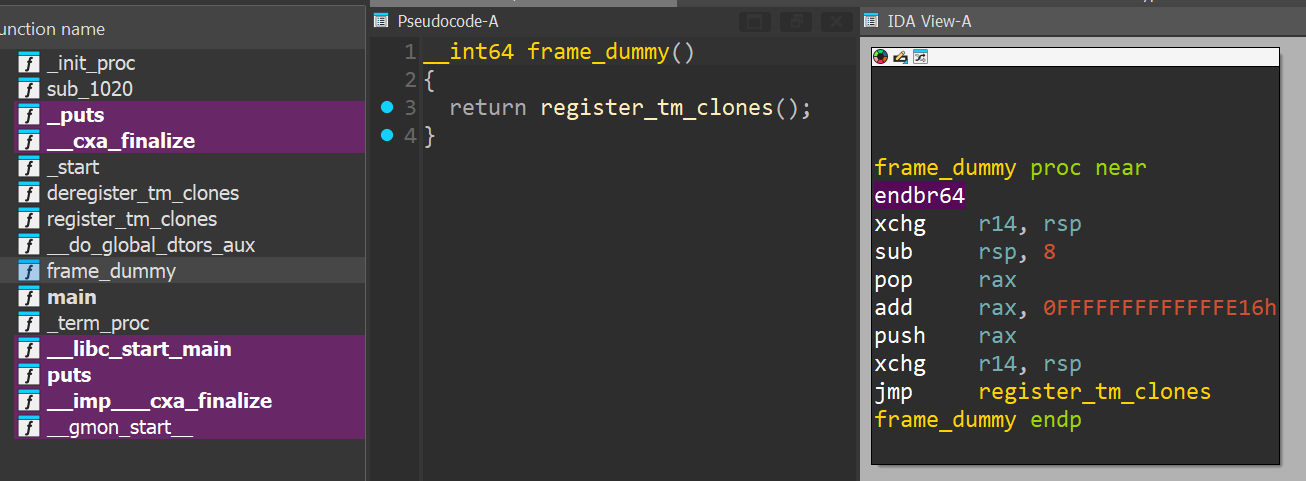 unction name
_init_proc
sub_1020
_puts
__cxa_finalize
_start
deregister_tm_clones
register_tm_clones
__do_global_dtors_aux
frame_dummy
main
_term_proc
__libc_start_main
puts
__imp___cxa_finalize
__gmon_start__
Pseudocode-A
1 __int64 frame_dummy()
2 {
3   return register_tm_clones();
4 }
IDA View-A
frame_dummy proc near
endbr64
xchg    r14, rsp
sub     rsp, 8
pop     rax
add     rax, 0FFFFFFFFFFFFFE16h
push    rax
xchg    r14, rsp
jmp     register_tm_clones
frame_dummy endp